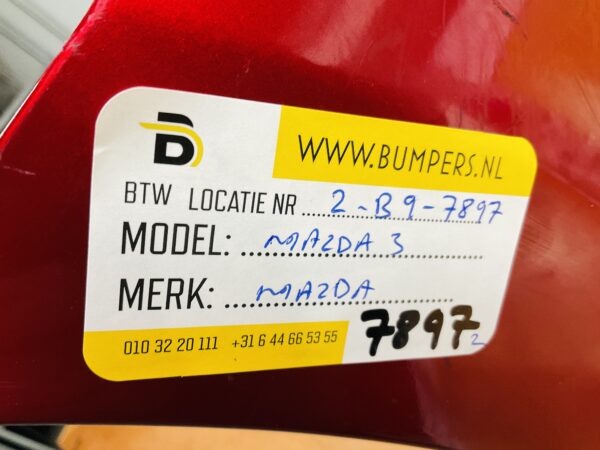 B
WWW.BUMPERS.NL
BTW LOCATIE NR 2-B9-7897
MODEL: MAZDA 3
MERK: MAZDA
010 32 20 111 +31 6 44 66 53 55
7897 2